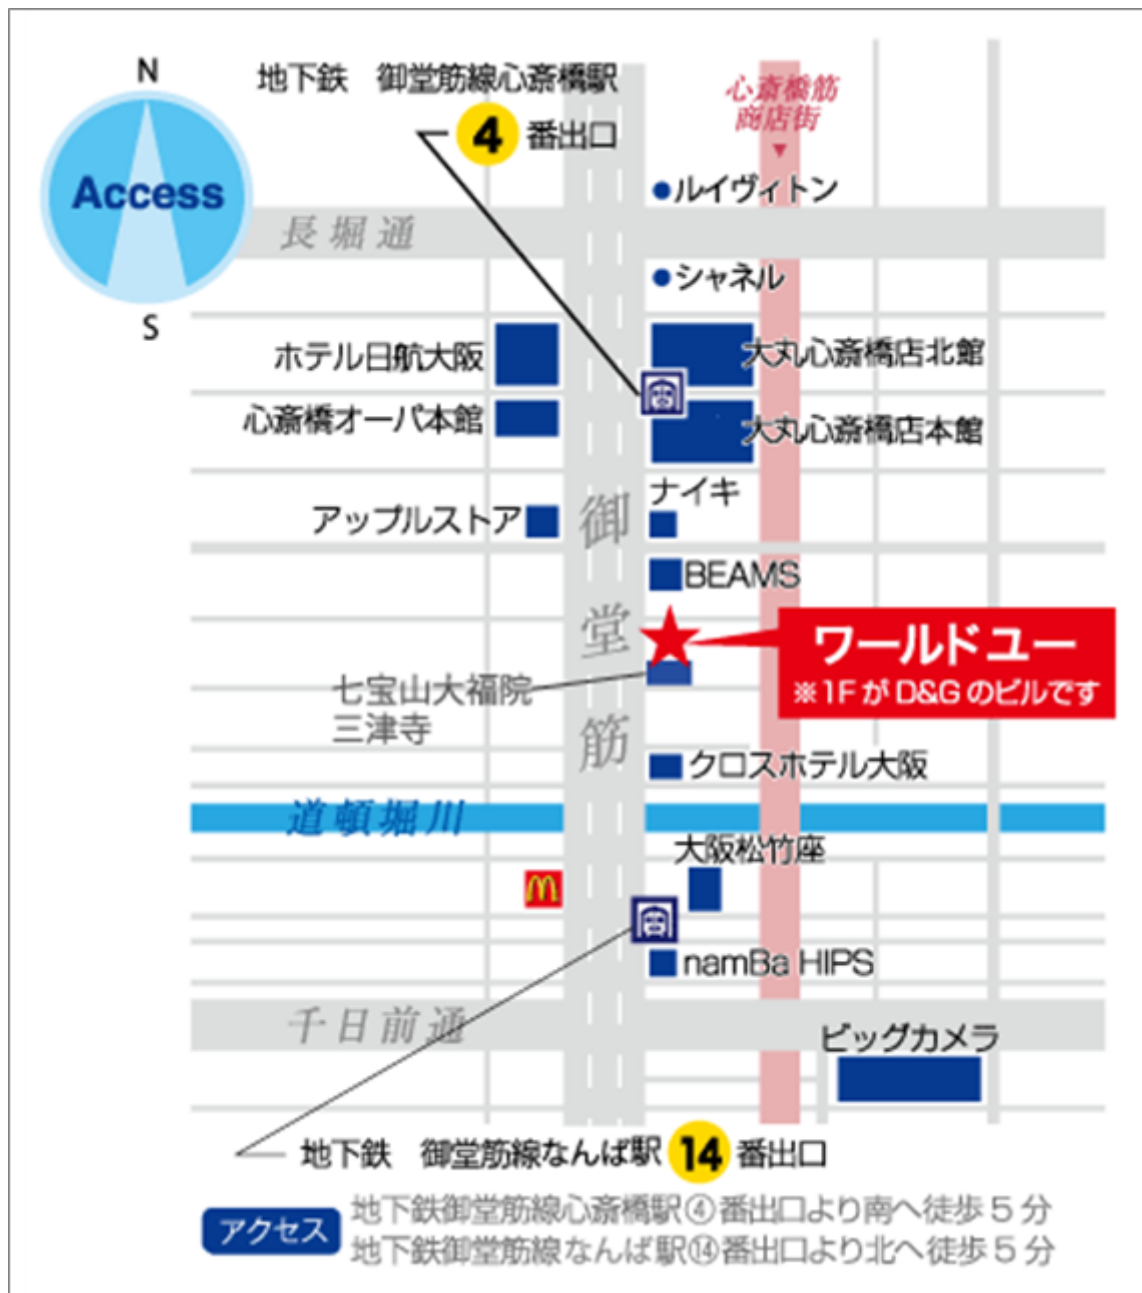 N
Access
S
地下鉄 御堂筋線心斎橋駅
4 番出口
心斎橋筋
商店街
ルイヴィトン
長堀通
シャネル
ホテル日航大阪
大丸心斎橋店北館
心斎橋オーパ本館
大丸心斎橋店本館
ナイキ
アップルストア
御堂筋
BEAMS
ワールドユー
※1FがD&Gのビルです
七宝山大福院
三津寺
クロスホテル大阪
道頓堀川
大阪松竹座
namBa HIPS
千日前通
ビッグカメラ
地下鉄 御堂筋線なんば駅 14 番出口
アクセス
地下鉄御堂筋線心斎橋駅④番出口より南へ徒歩5分
地下鉄御堂筋線なんば駅⑭番出口より北へ徒歩5分